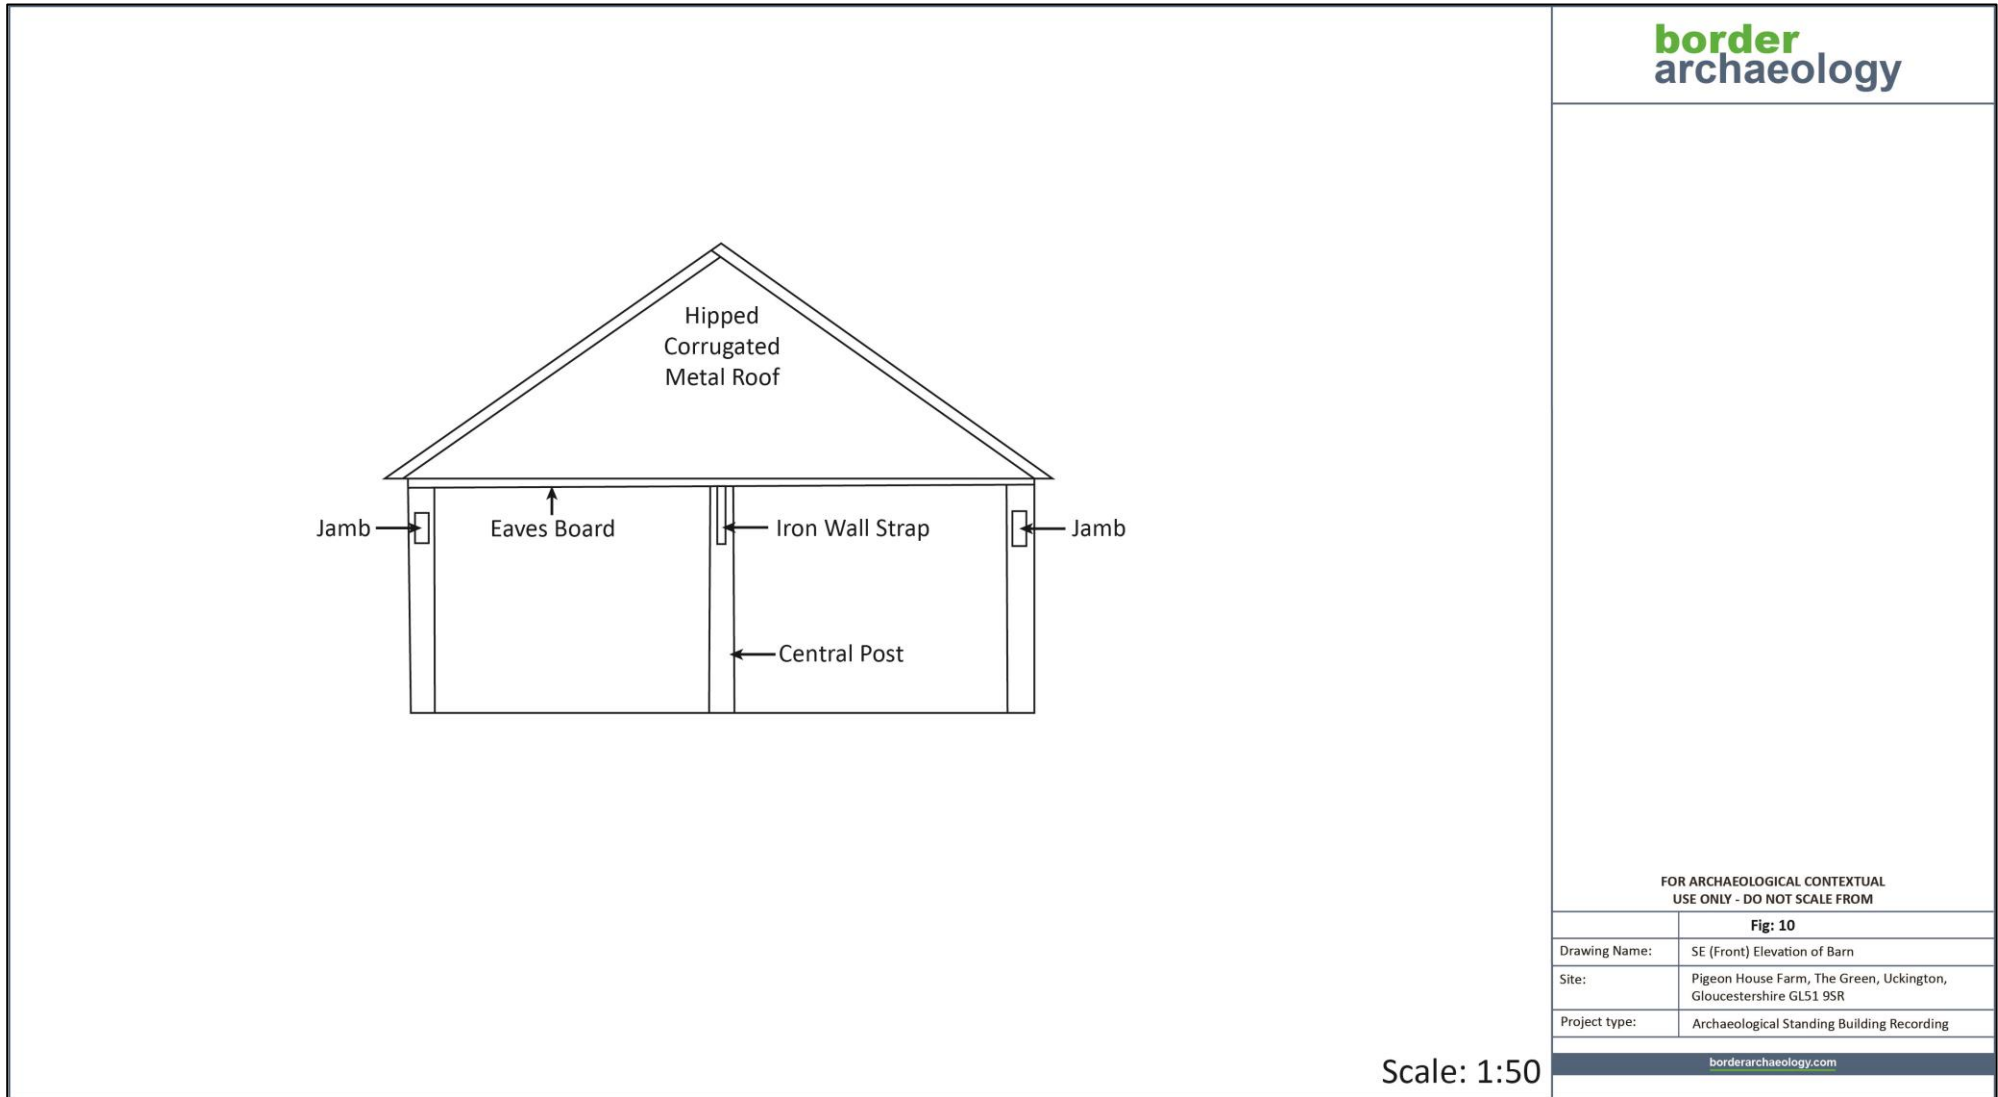 border
archaeology
Hipped
Corrugated
Metal Roof
Jamb
Eaves Board
Iron Wall Strap
Jamb
Central Post
Scale: 1:50
FOR ARCHAEOLOGICAL CONTEXTUAL
USE ONLY - DO NOT SCALE FROM
Fig: 10
Drawing Name: SE (Front) Elevation of Barn
Site: Pigeon House Farm, The Green, Uckington,
Gloucestershire GL51 9SR
Project type: Archaeological Standing Building Recording
borderarchaeology.com